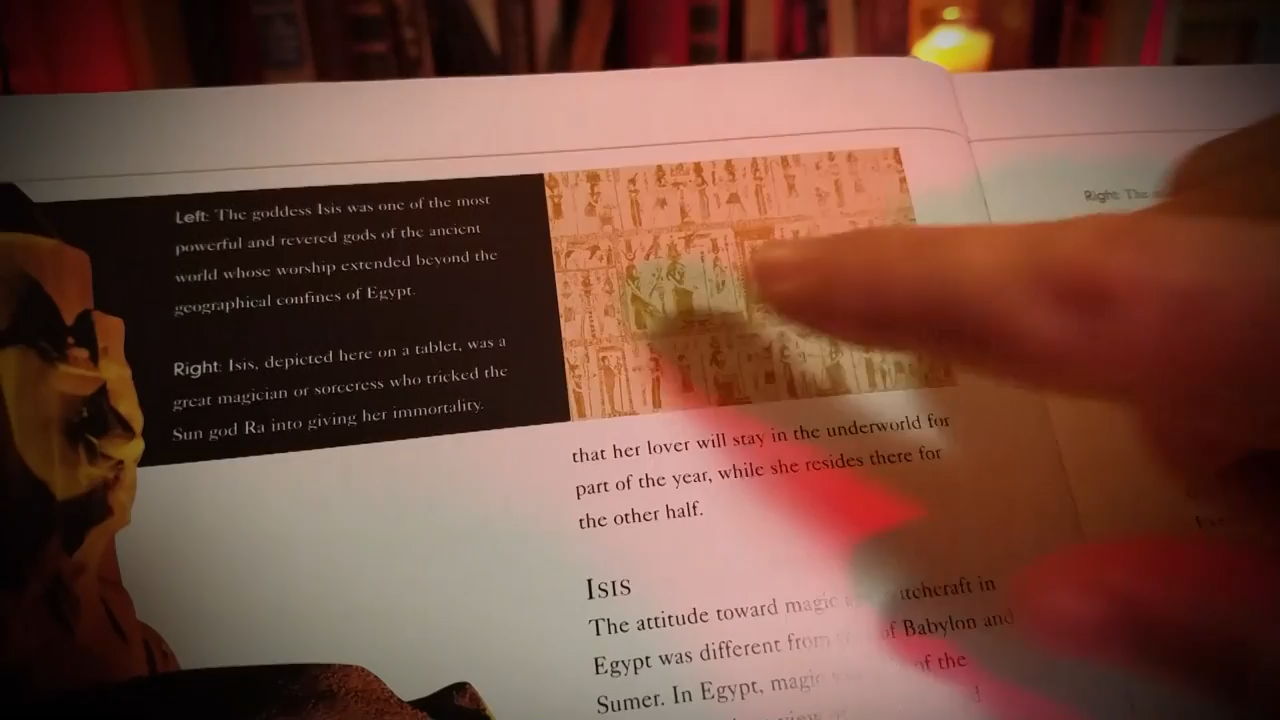 Left: The goddess Isis was one of the most
powerful and revered gods of the ancient
world whose worship extended beyond the
geographical confines of Egypt.
Right: Isis, depicted here on a tablet, was a
great magician or sorceress who tricked the
Sun god Ra into giving her immortality.
that her lover will stay in the underworld for
part of the year, while she resides there for
the other half.
ISIS
The attitude toward magic itchcraft in
Egypt was different from of Babylon and
Sumer. In Egypt, magic of the
view
Right: The